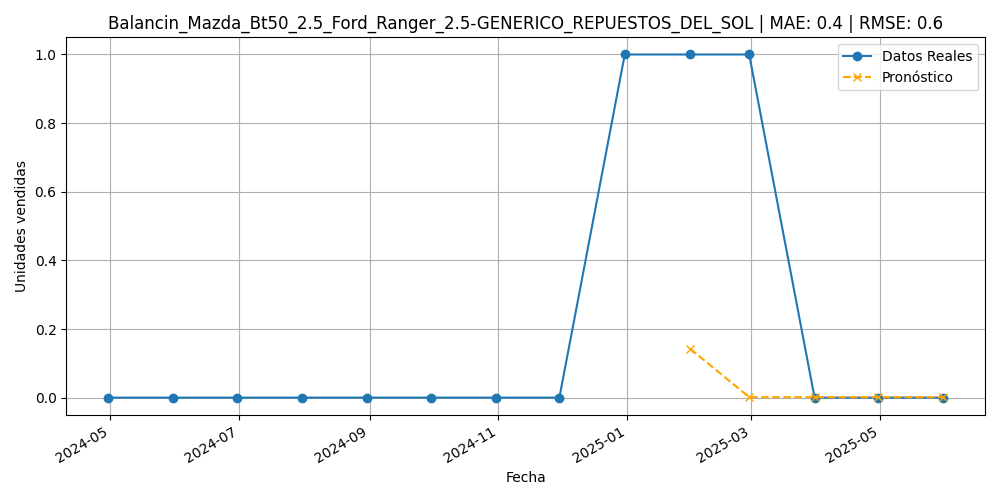 Balancin_Mazda_Bt50_2.5_Ford_Ranger_2.5-GENERICO_REPUESTOS_DEL_SOL | MAE: 0.4 | RMSE: 0.6
Datos Reales
Pronóstico
Unidades vendidas
1.0
0.8
0.6
0.4
0.2
0.0
2024-05
2024-07
2024-09
2024-11
2025-01
2025-03
2025-05
Fecha